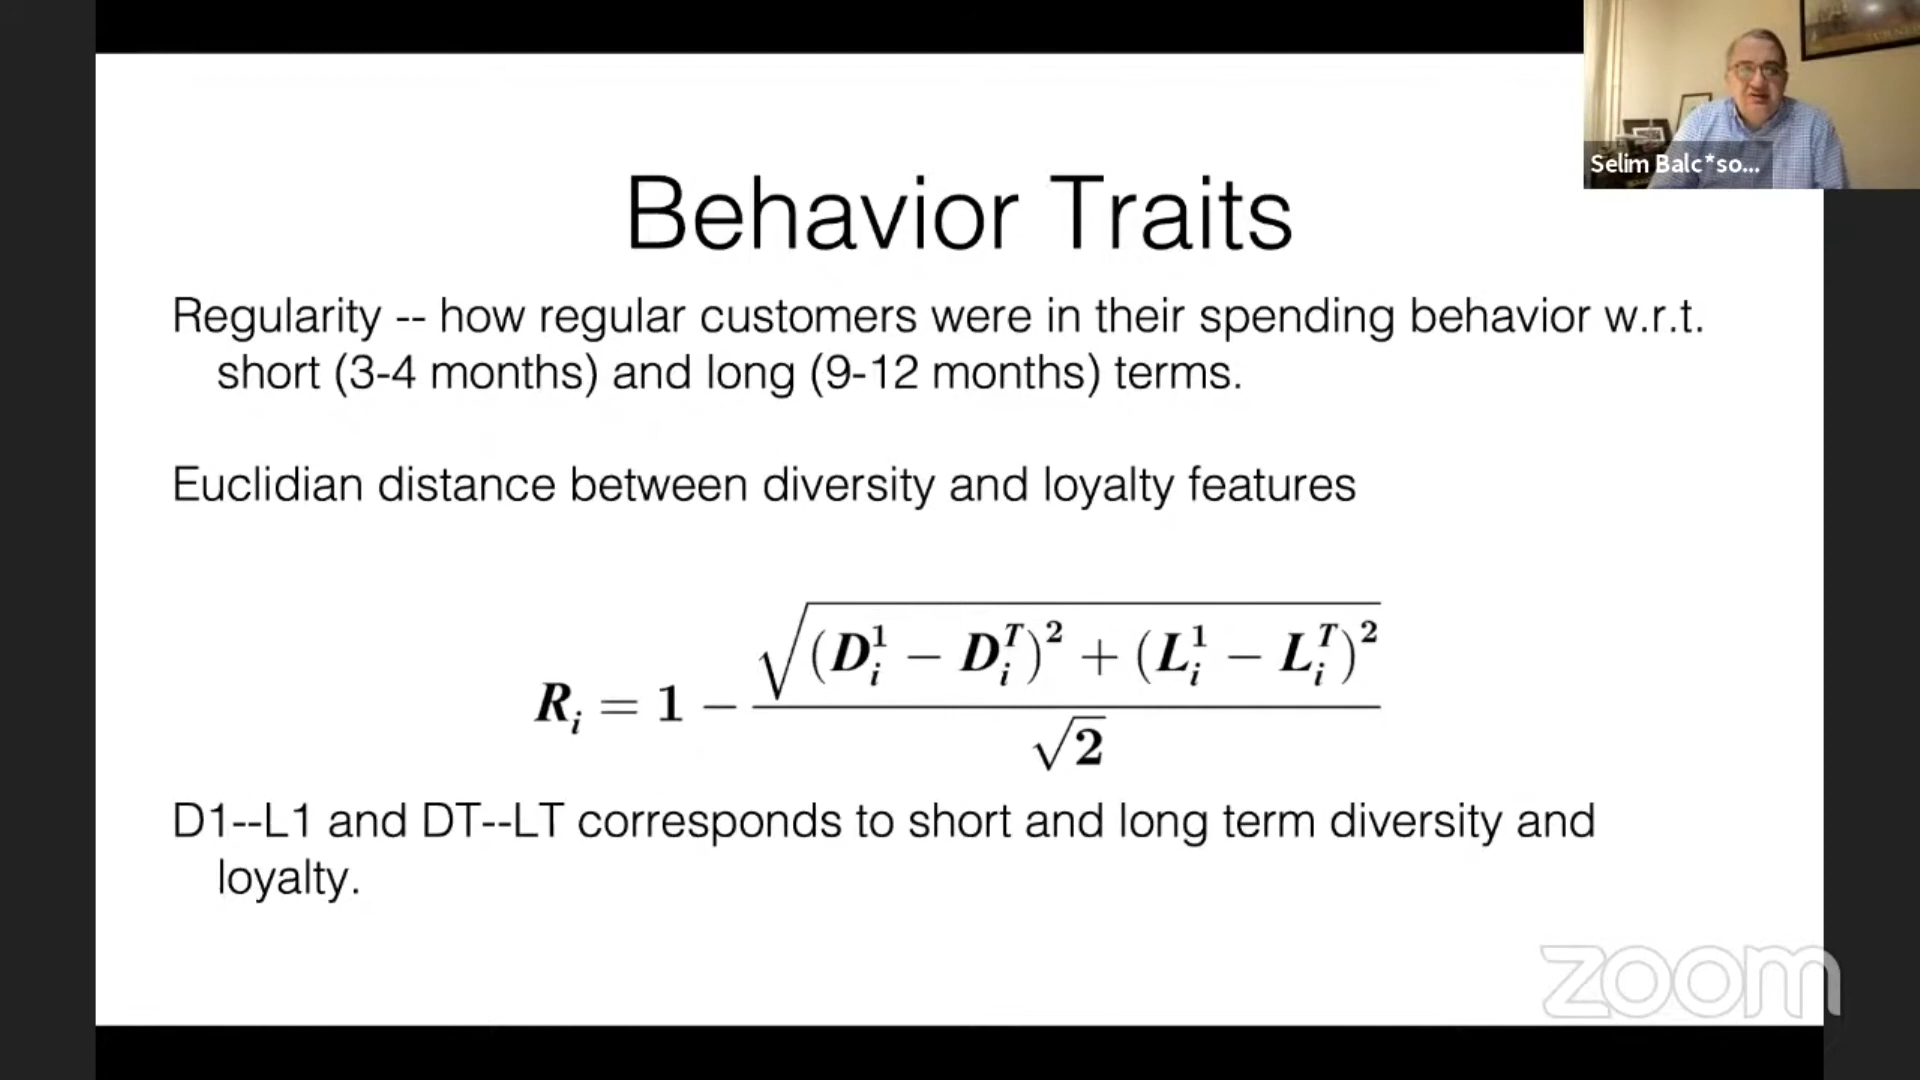 Selim Balc*so...
Behavior Traits
Regularity -- how regular customers were in their spending behavior w.r.t.
short (3-4 months) and long (9-12 months) terms.
Euclidian distance between diversity and loyalty features
R_i = 1 - \frac{\sqrt{(D_i^1 - D_i^T)^2 + (L_i^1 - L_i^T)^2}}{\sqrt{2}}
D1--L1 and DT--LT corresponds to short and long term diversity and
loyalty.
zoom